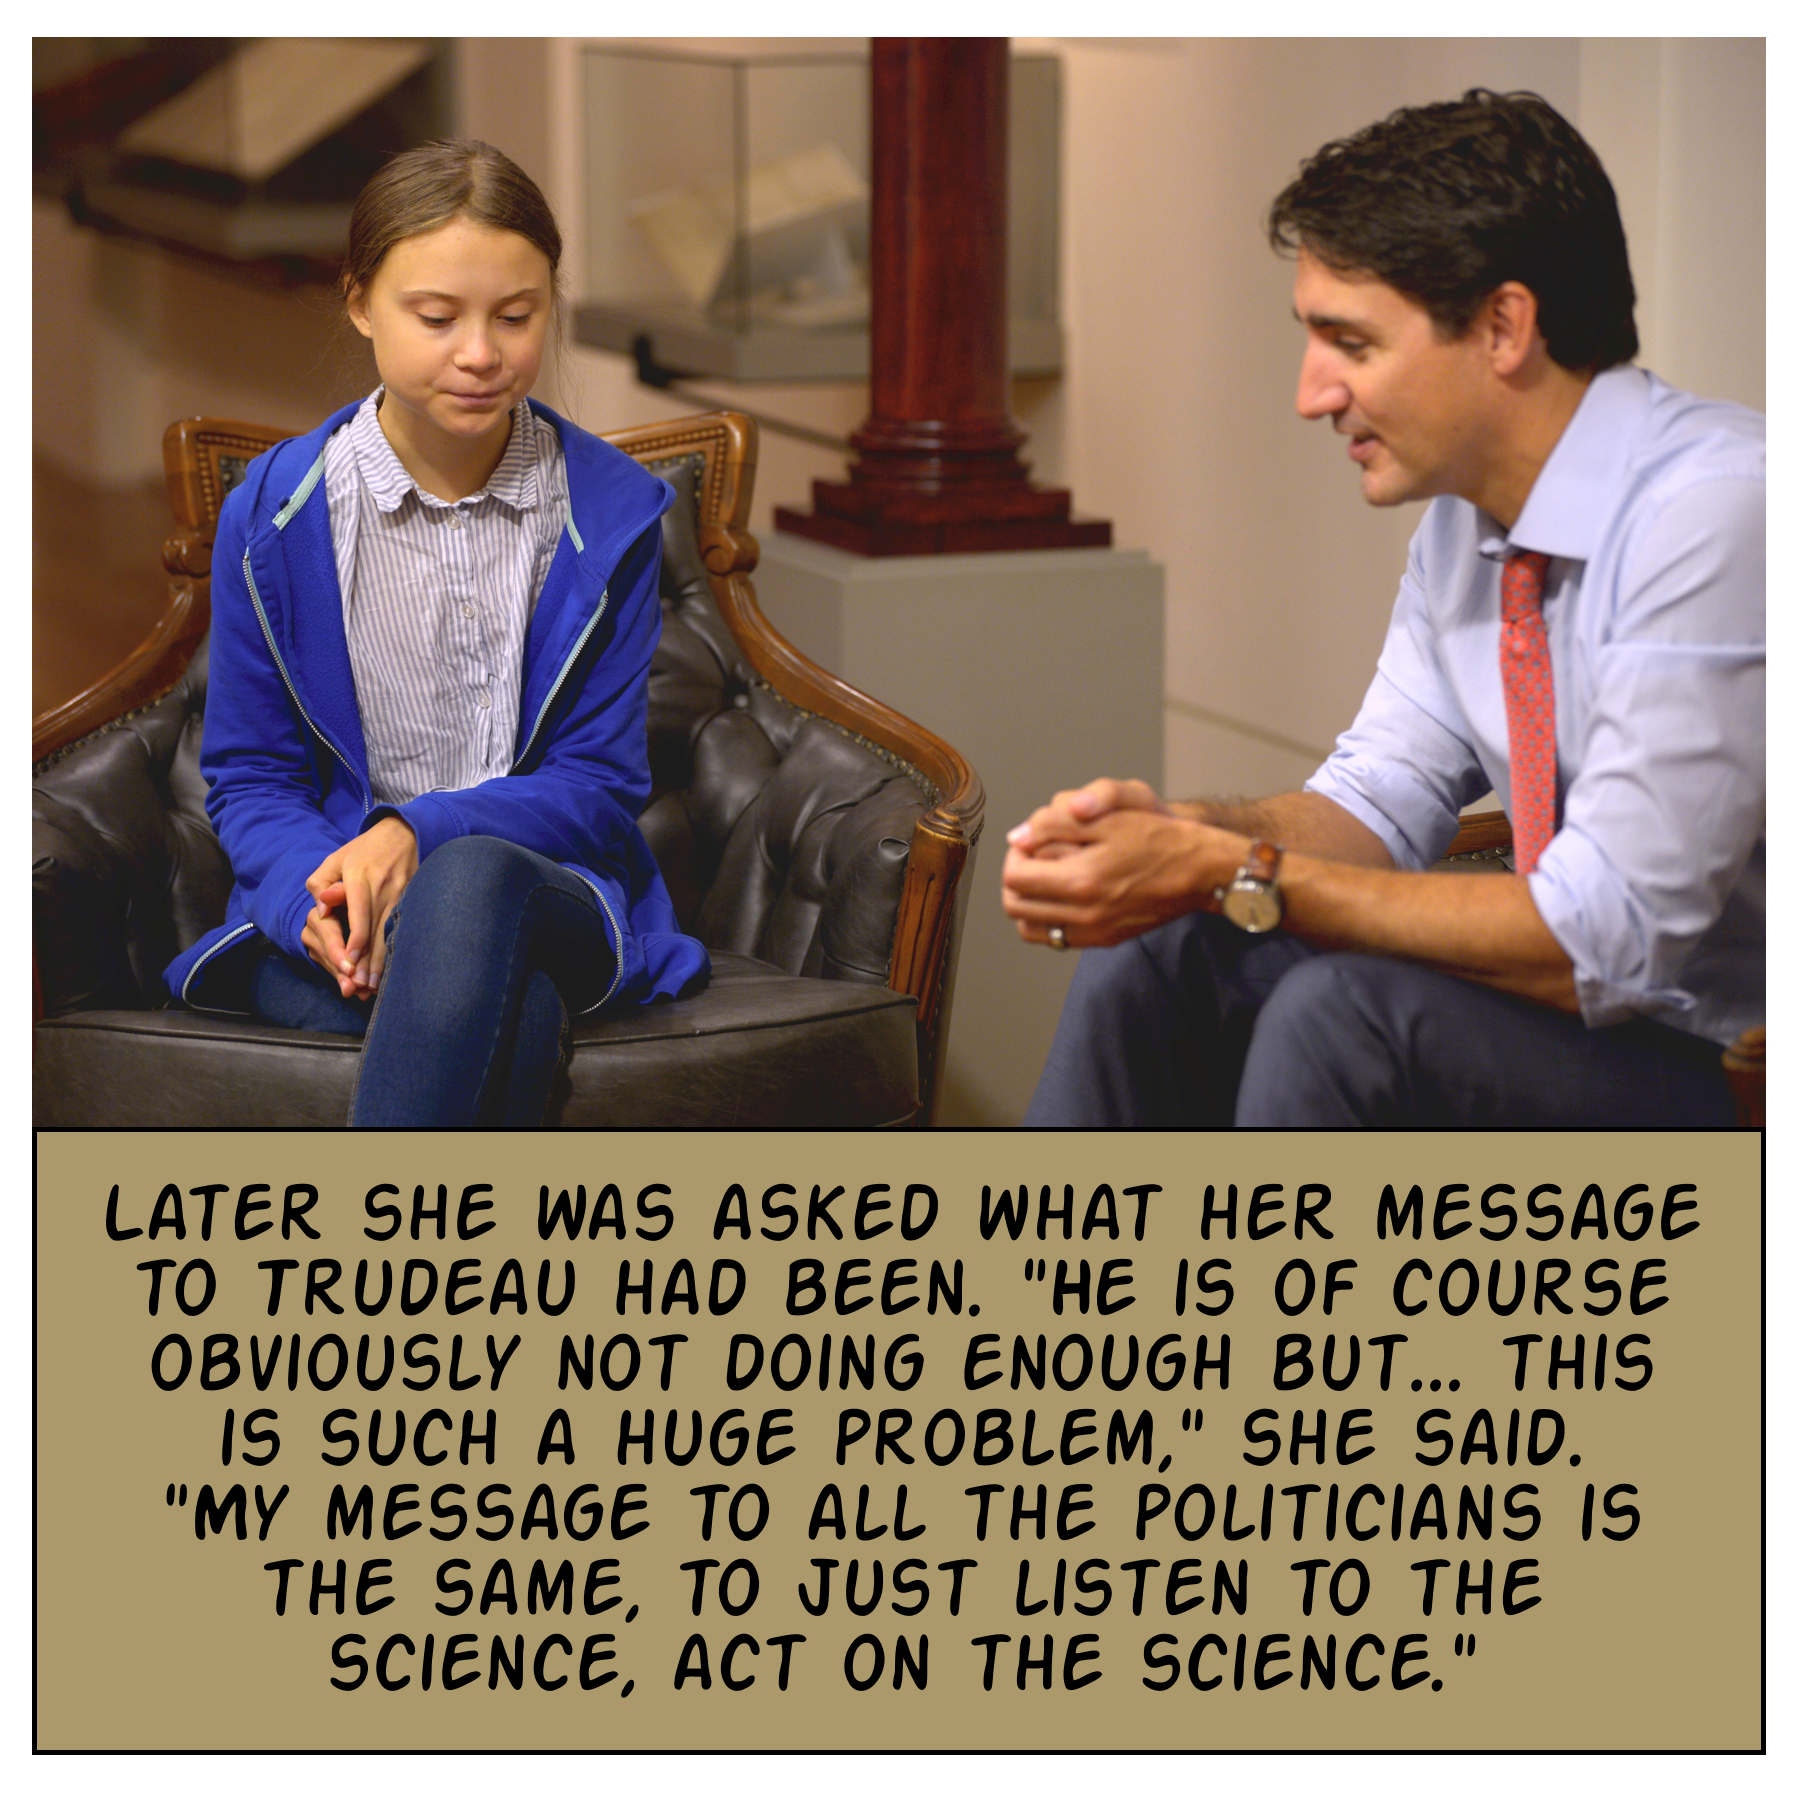 LATER SHE WAS ASKED WHAT HER MESSAGE
TO TRUDEAU HAD BEEN. "HE IS OF COURSE
OBVIOUSLY NOT DOING ENOUGH BUT... THIS
IS SUCH A HUGE PROBLEM," SHE SAID.
"MY MESSAGE TO ALL THE POLITICIANS IS
THE SAME, TO JUST LISTEN TO THE
SCIENCE, ACT ON THE SCIENCE."